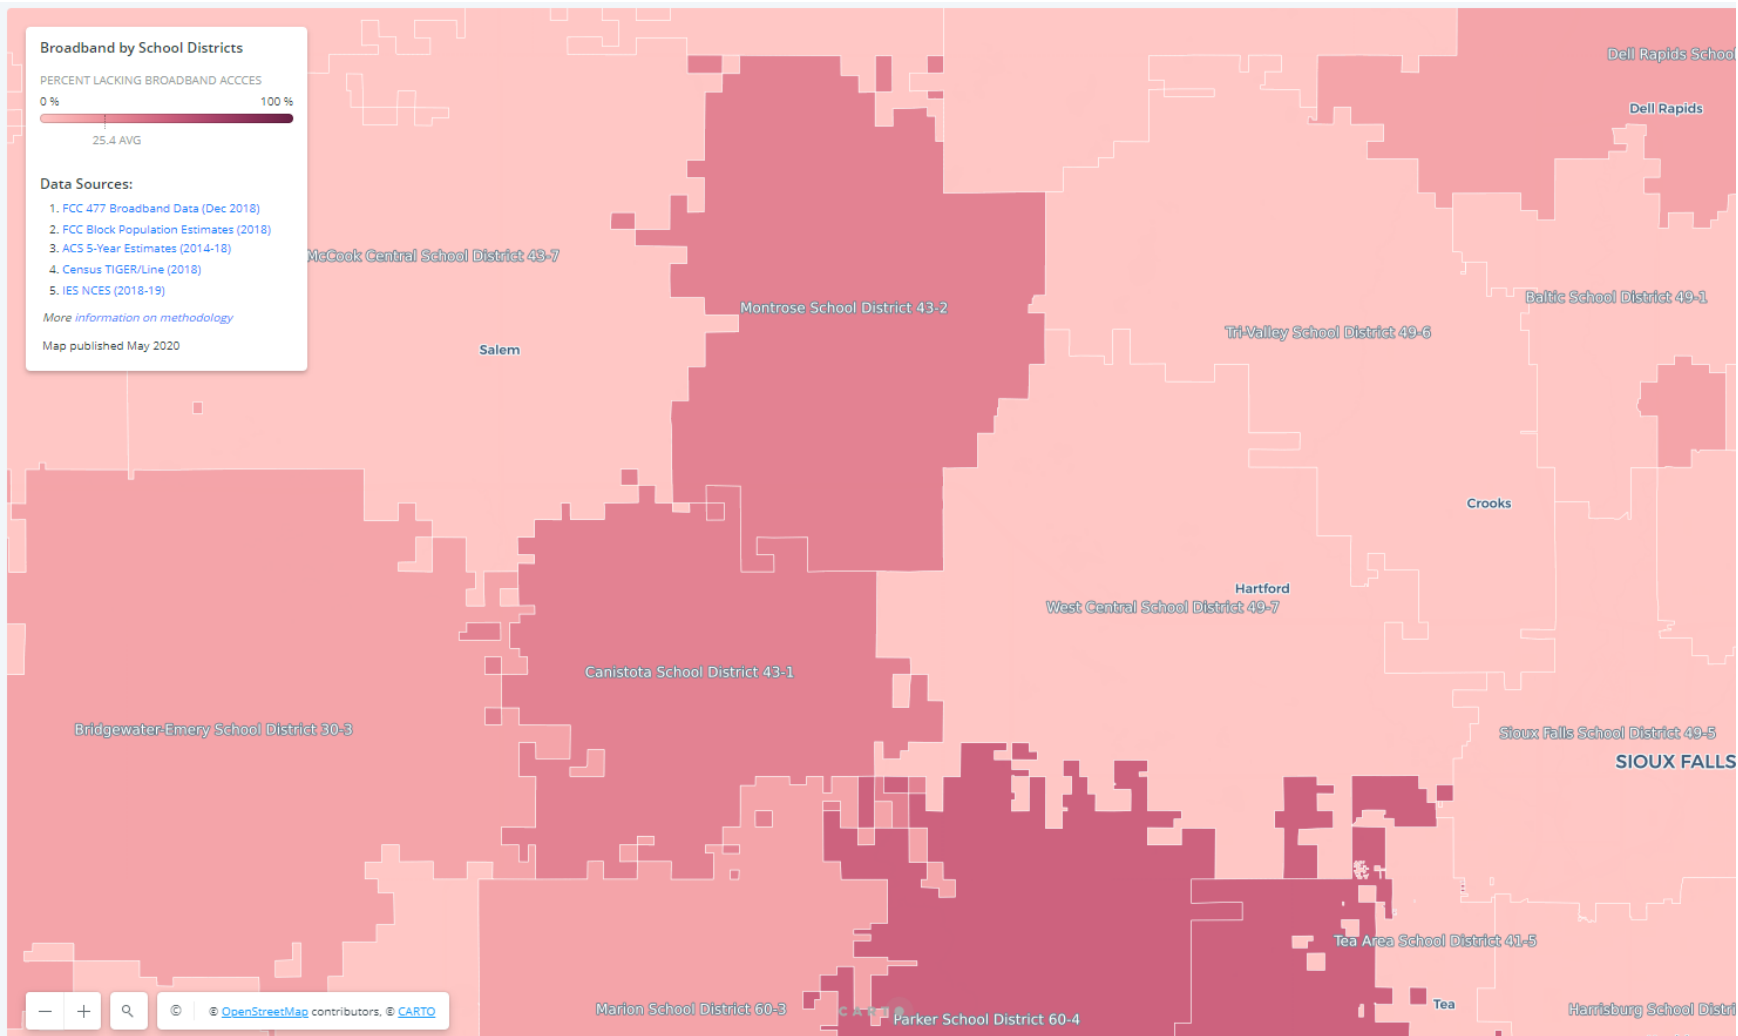 Broadband by School Districts
PERCENT LACKING BROADBAND ACCCES
0 % 100 %
25.4 AVG
Data Sources:
1. FCC 477 Broadband Data (Dec 2018)
2. FCC Block Population Estimates (2018)
3. ACS 5-Year Estimates (2014-18)
4. Census TIGER/Line (2018)
5. IES NCES (2018-19)
More information on methodology
Map published May 2020
Dell Rapids School
Dell Rapids
McCook Central School District 43-7
Montrose School District 43-2
Baltic School District 49-1
Tri-Valley School District 49-6
Salem
Crooks
Hartford
West Central School District 49-7
Canistota School District 43-1
Bridgewater-Emery School District 30-3
Sioux Falls School District 49-5
SIOUX FALLS
Tea Area School District 41-5
Tea
Marion School District 60-3
CARTO
Harrisburg School Distri
Parker School District 60-4
© © OpenStreetMap contributors, © CARTO